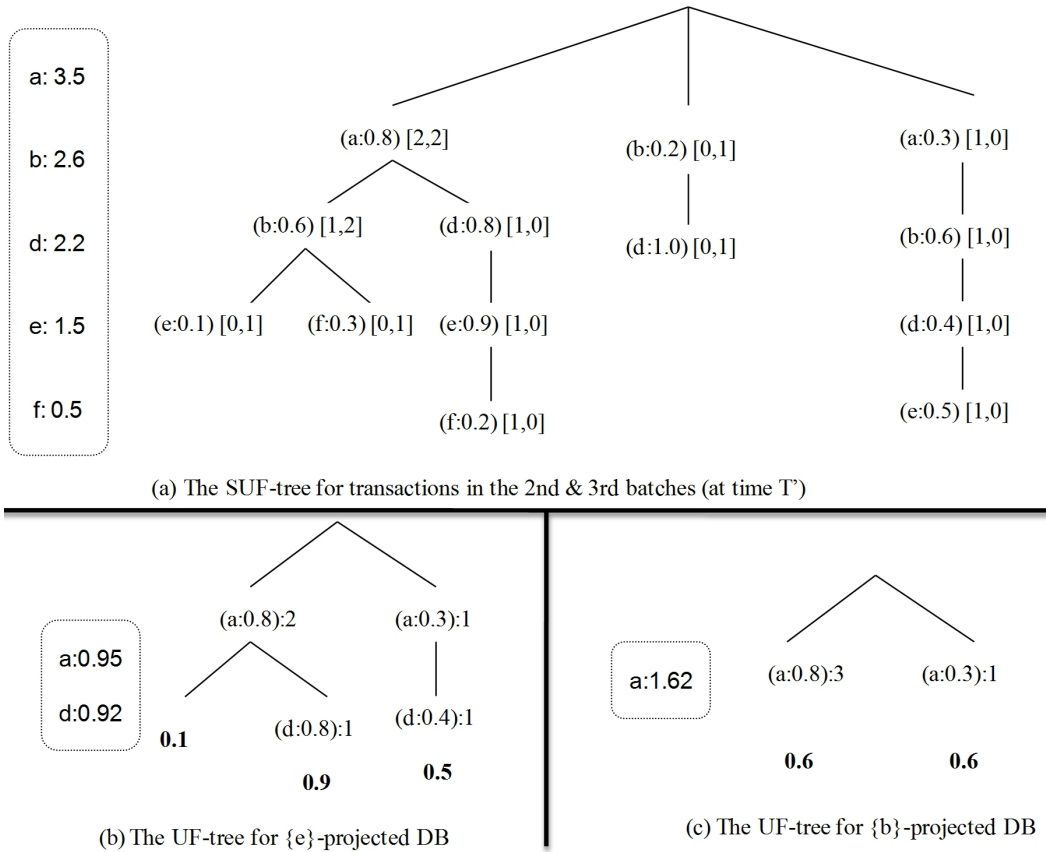 a: 3.5
b: 2.6
d: 2.2
e: 1.5
f: 0.5
(a:0.8) [2,2]
(b:0.2) [0,1]
(a:0.3) [1,0]
(b:0.6) [1,2]
(d:0.8) [1,0]
(d:1.0) [0,1]
(b:0.6) [1,0]
(e:0.1) [0,1]
(f:0.3) [0,1]
(e:0.9) [1,0]
(d:0.4) [1,0]
(f:0.2) [1,0]
(e:0.5) [1,0]
(a) The SUF-tree for transactions in the 2nd & 3rd batches (at time T’)
a:0.95
d:0.92
(a:0.8):2
(a:0.3):1
(d:0.8):1
(d:0.4):1
0.1
0.9
0.5
(b) The UF-tree for {e}-projected DB
a:1.62
(a:0.8):3
(a:0.3):1
0.6
0.6
(c) The UF-tree for {b}-projected DB